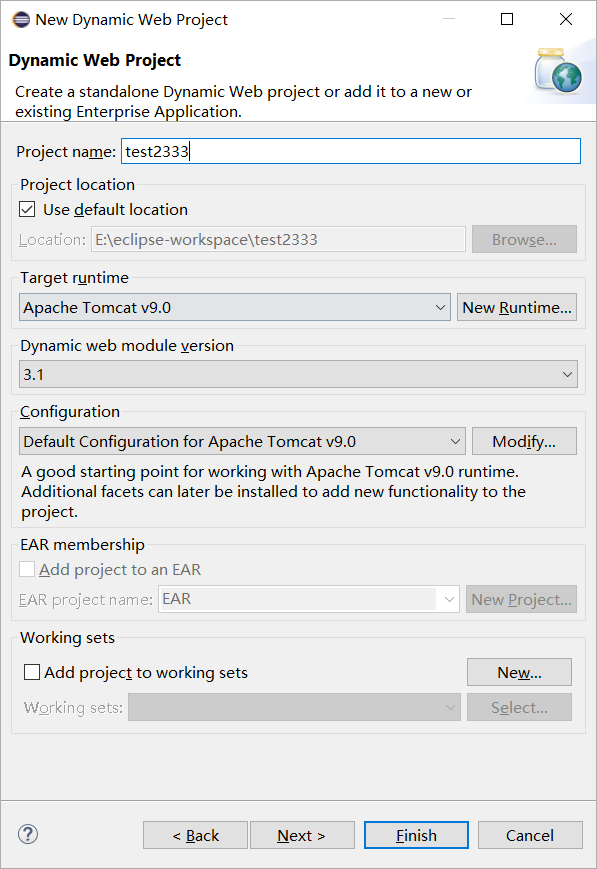 New Dynamic Web Project
Dynamic Web Project
Create a standalone Dynamic Web project or add it to a new or
existing Enterprise Application.
Project name: test2333
Project location
Use default location
Location: E:\eclipse-workspace\test2333 Browse...
Target runtime
Apache Tomcat v9.0 New Runtime...
Dynamic web module version
3.1
Configuration
Default Configuration for Apache Tomcat v9.0 Modify...
A good starting point for working with Apache Tomcat v9.0 runtime.
Additional facets can later be installed to add new functionality to the
project.
EAR membership
Add project to an EAR
EAR project name: EAR New Project...
Working sets
Add project to working sets New...
Working sets: Select...
? < Back Next > Finish Cancel